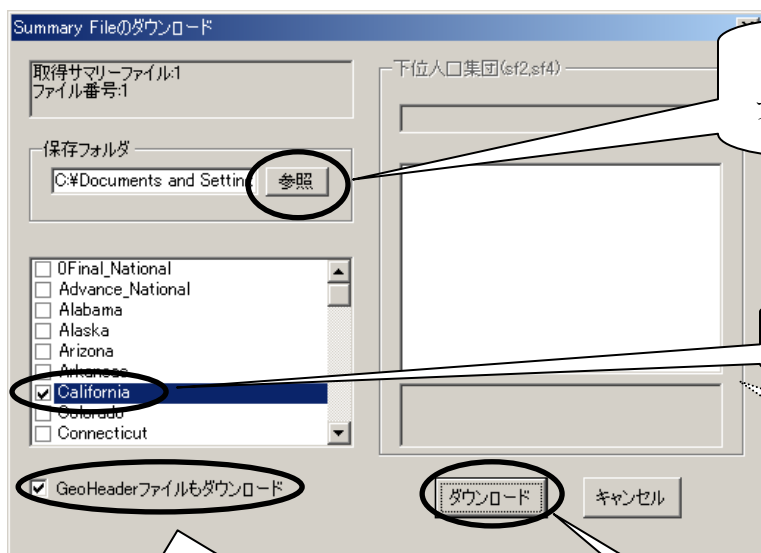 Summary Fileのダウンロード
取得サマリーファイル:1
ファイル番号:1
保存フォルダ
C:¥Documents and Settin
参照
0Final_National
Advance_National
Alabama
Alaska
Arizona
Arkansas
California
Colorado
Connecticut
GeoHeaderファイルもダウンロード
下位人口集団(sf2,sf4)
ダウンロード
キャンセル